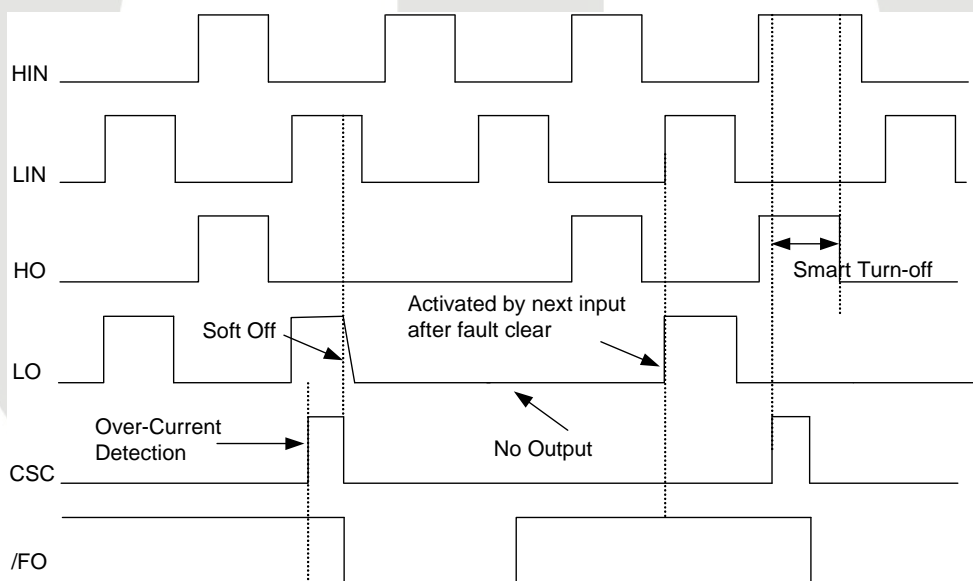 HIN
LIN
HO
Smart Turn-off
Activated by next input
after fault clear
Soft Off
LO
Over-Current
Detection
No Output
CSC
/FO